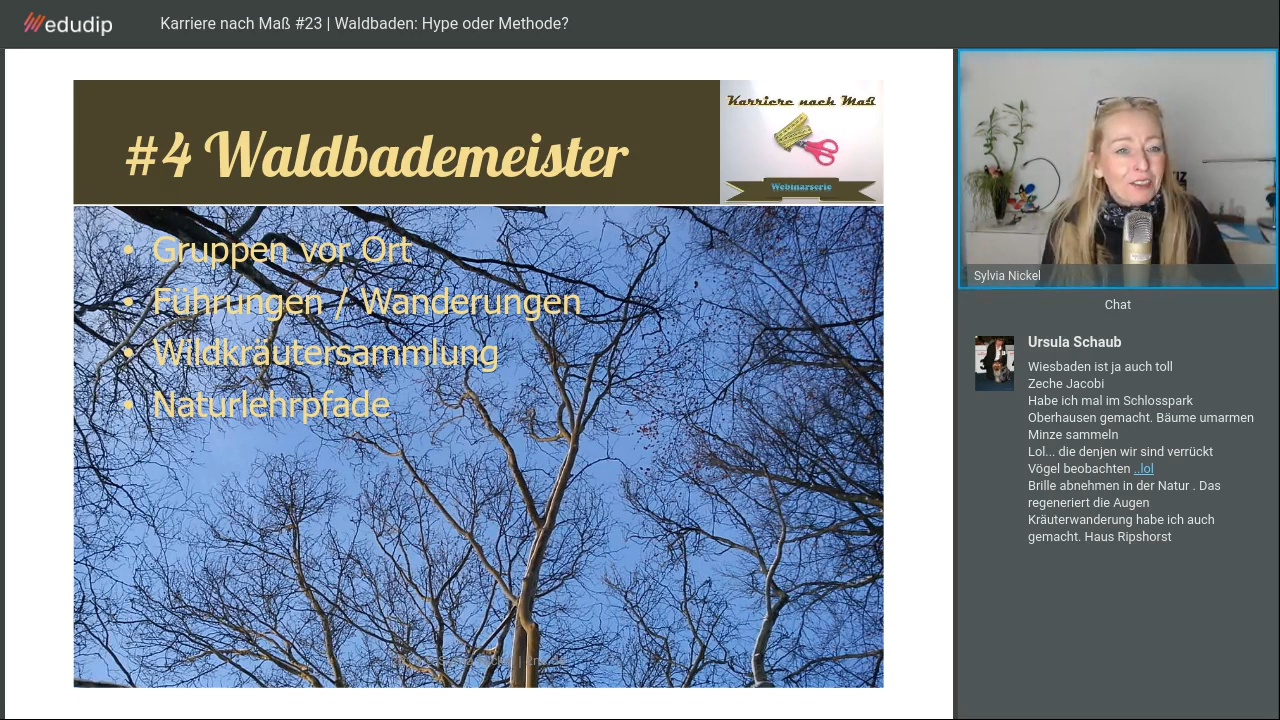 edudip
Karriere nach Maß #23 | Waldbaden: Hype oder Methode?
#4 Waldbademeister
Karriere nach Maß
Webinarserie
• Gruppen vor Ort
• Führungen / Wanderungen
• Wildkräutersammlung
• Naturlehrpfade
Sylvia Nickel
Chat
Ursula Schaub
Wiesbaden ist ja auch toll
Zeche Jacobi
Habe ich mal im Schlosspark
Oberhausen gemacht. Bäume umarmen
Minze sammeln
Lol... die denjen wir sind verrückt
Vögel beobachten ..lol
Brille abnehmen in der Natur . Das
regeneriert die Augen
Kräuterwanderung habe ich auch
gemacht. Haus Ripshorst